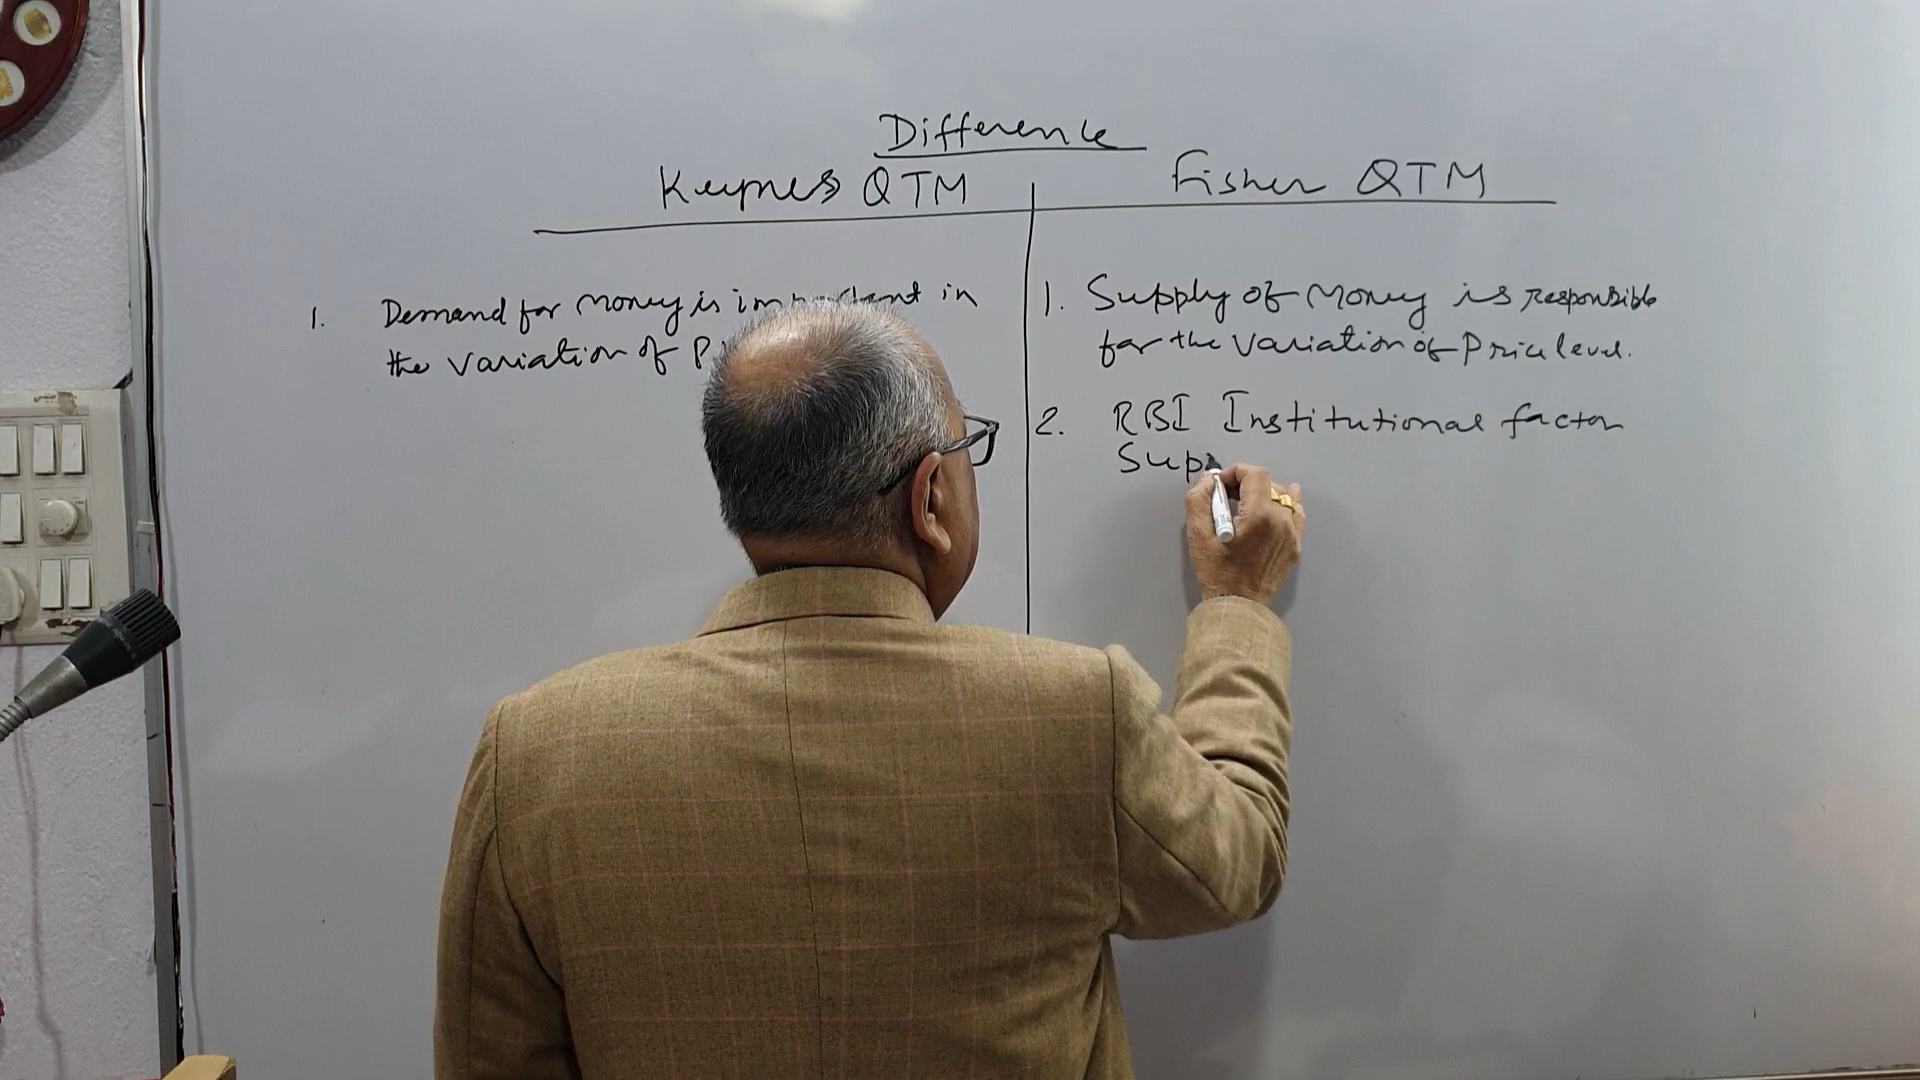 Difference
Keynes QTM
Fisher QTM
1. Demand for Money is important in
the variation of
1. Supply of Money is responsible
for the variation of Price level.
2. RBI Institutional factor
Sup